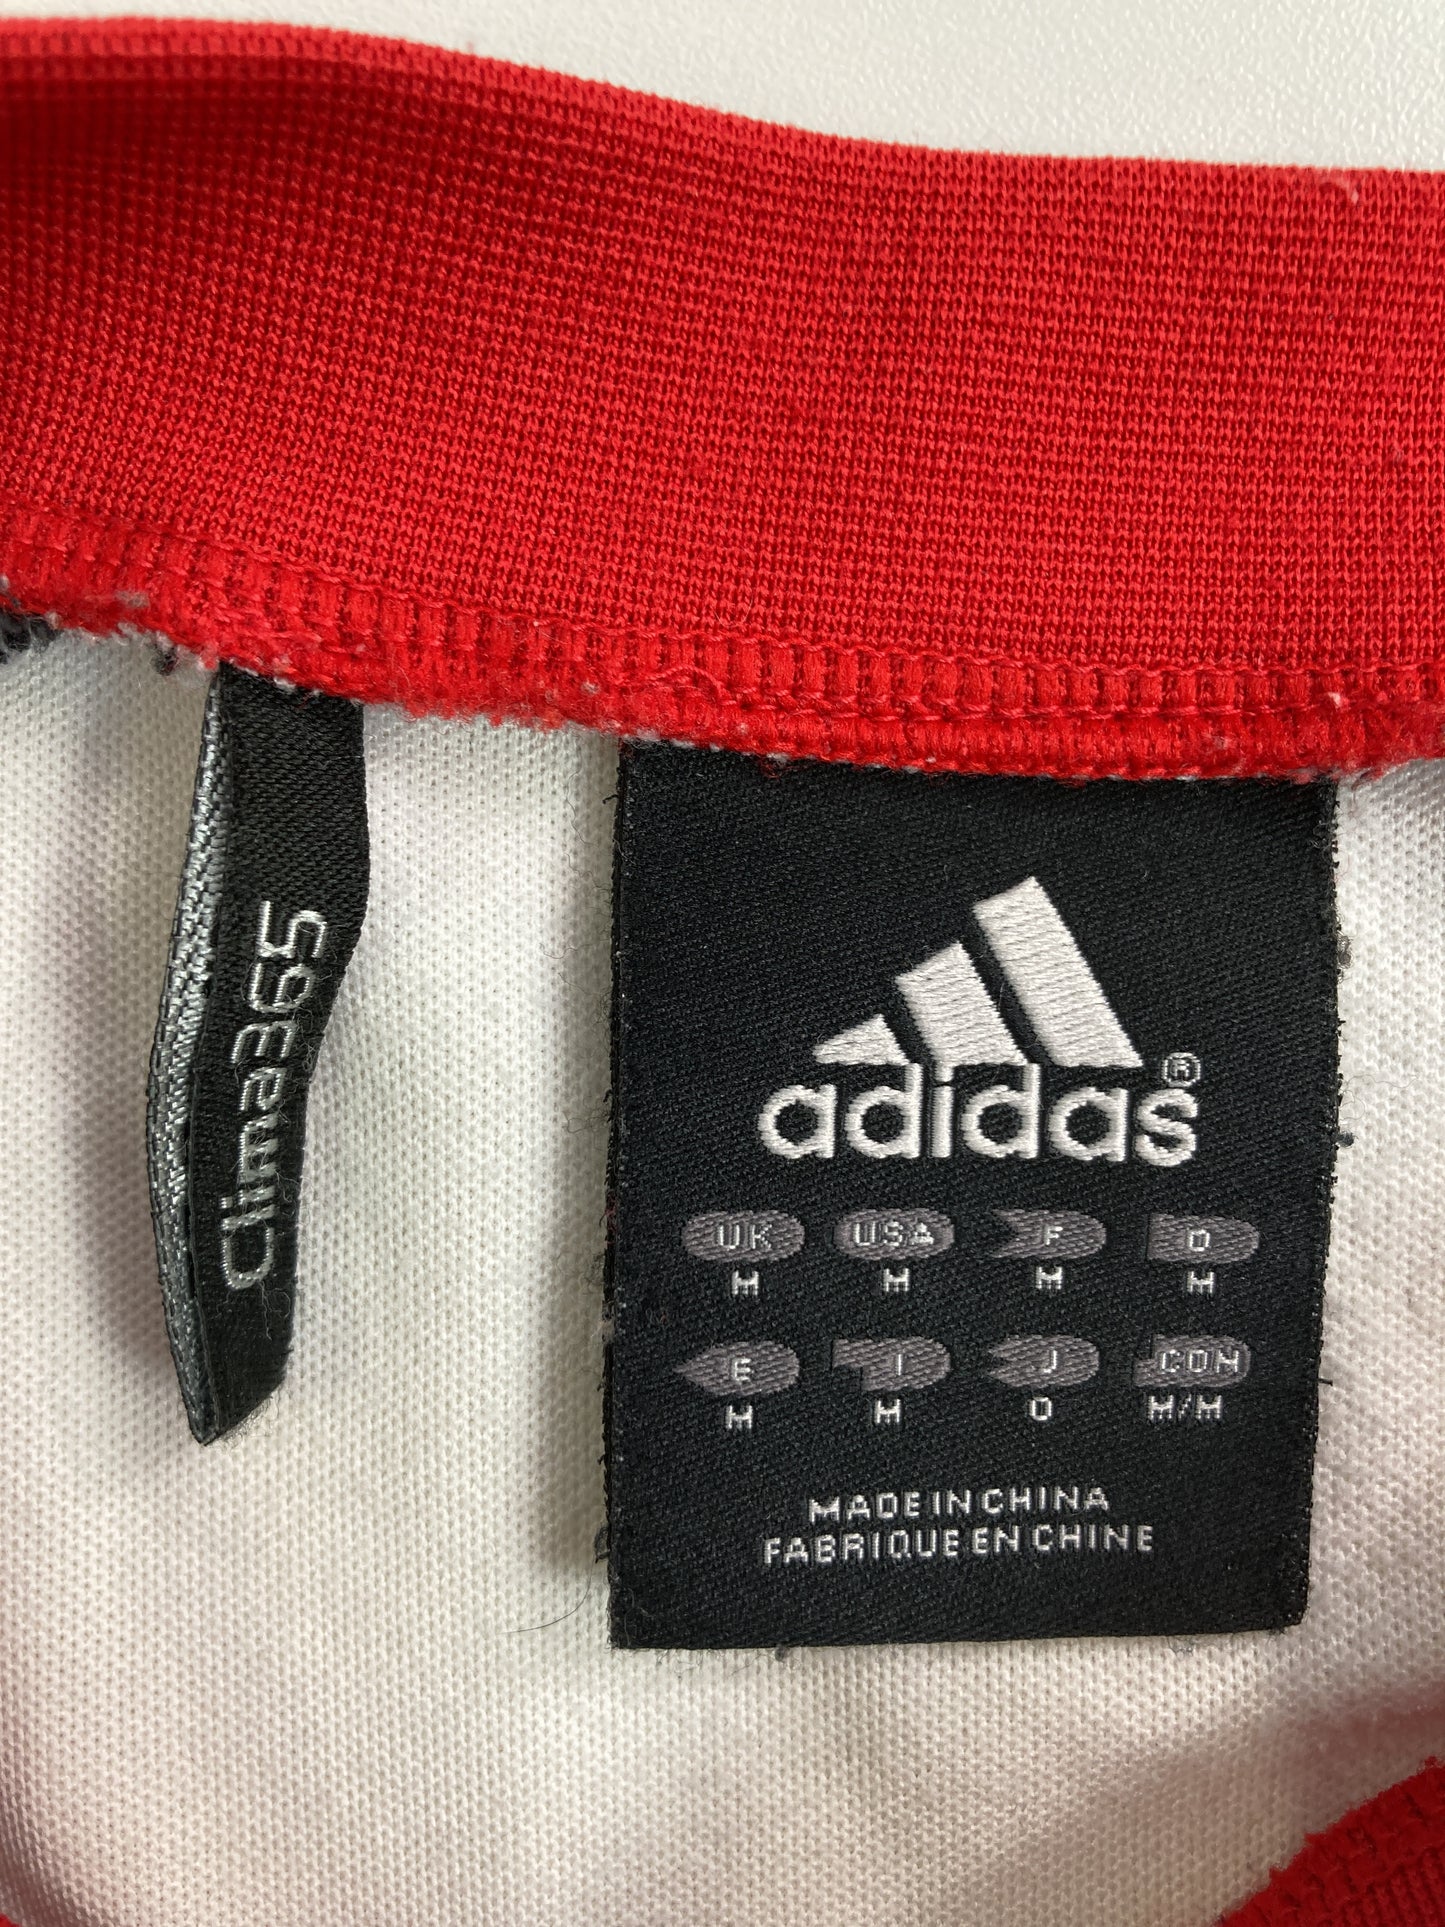 Clima365
adidas®
UK USA F D
M M M M
E I J CDN
M M O M/M
MADE IN CHINA
FABRIQUE EN CHINE